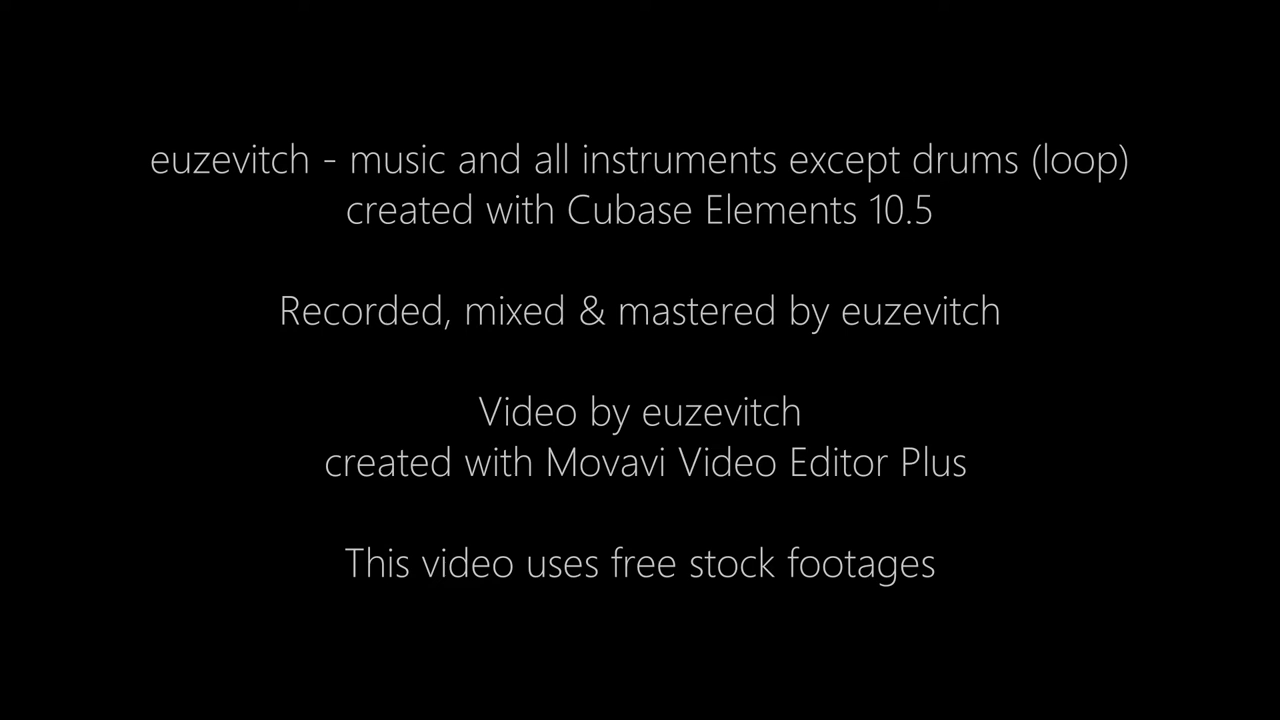 euzevitch - music and all instruments except drums (loop)
created with Cubase Elements 10.5
Recorded, mixed & mastered by euzevitch
Video by euzevitch
created with Movavi Video Editor Plus
This video uses free stock footages